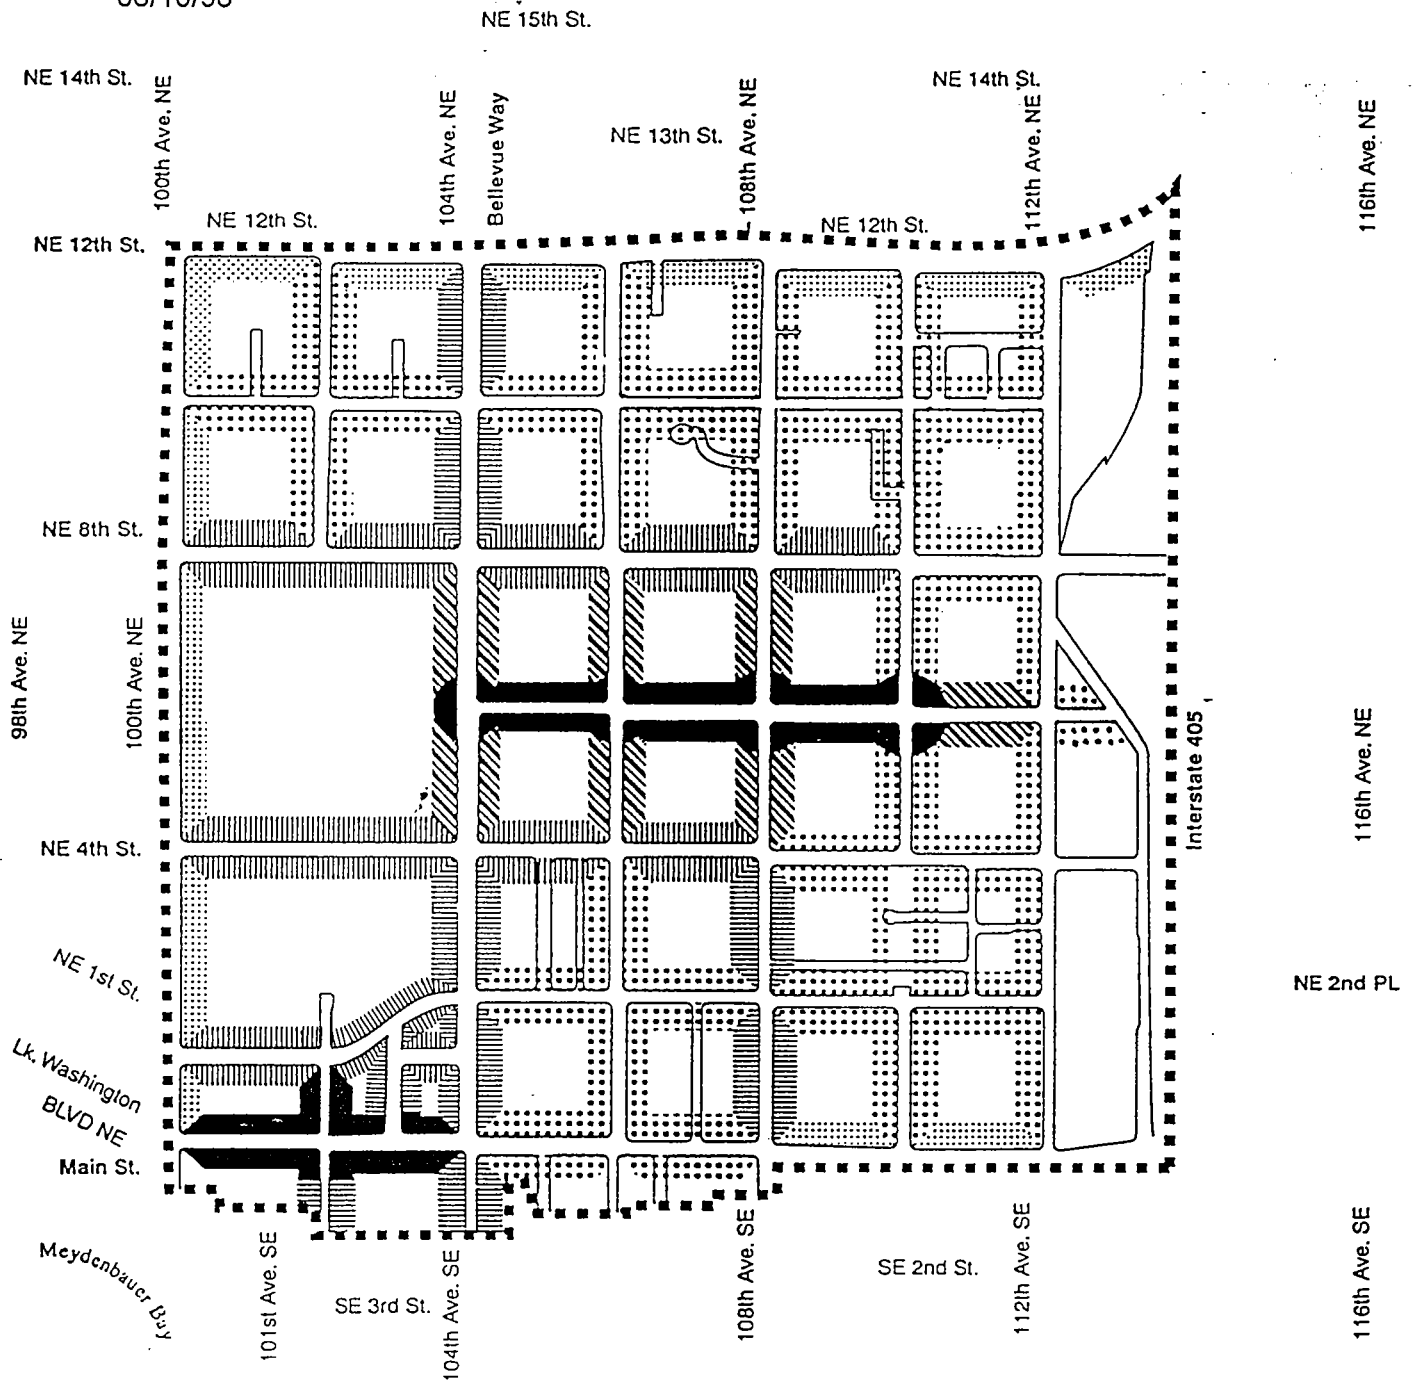 NE 15th St.
NE 14th St.
NE 14th St.
100th Ave. NE
104th Ave. NE
Bellevue Way
NE 13th St.
108th Ave. NE
112th Ave. NE
116th Ave. NE
NE 12th St.
NE 12th St.
NE 12th St.
NE 8th St.
98th Ave. NE
100th Ave. NE
Interstate 405
116th Ave. NE
NE 4th St.
NE 1st St.
NE 2nd PL
Lk. Washington
BLVD NE
Main St.
Meydenbauer Bay
101st Ave. SE
SE 3rd St.
104th Ave. SE
108th Ave. SE
SE 2nd St.
112th Ave. SE
116th Ave. SE